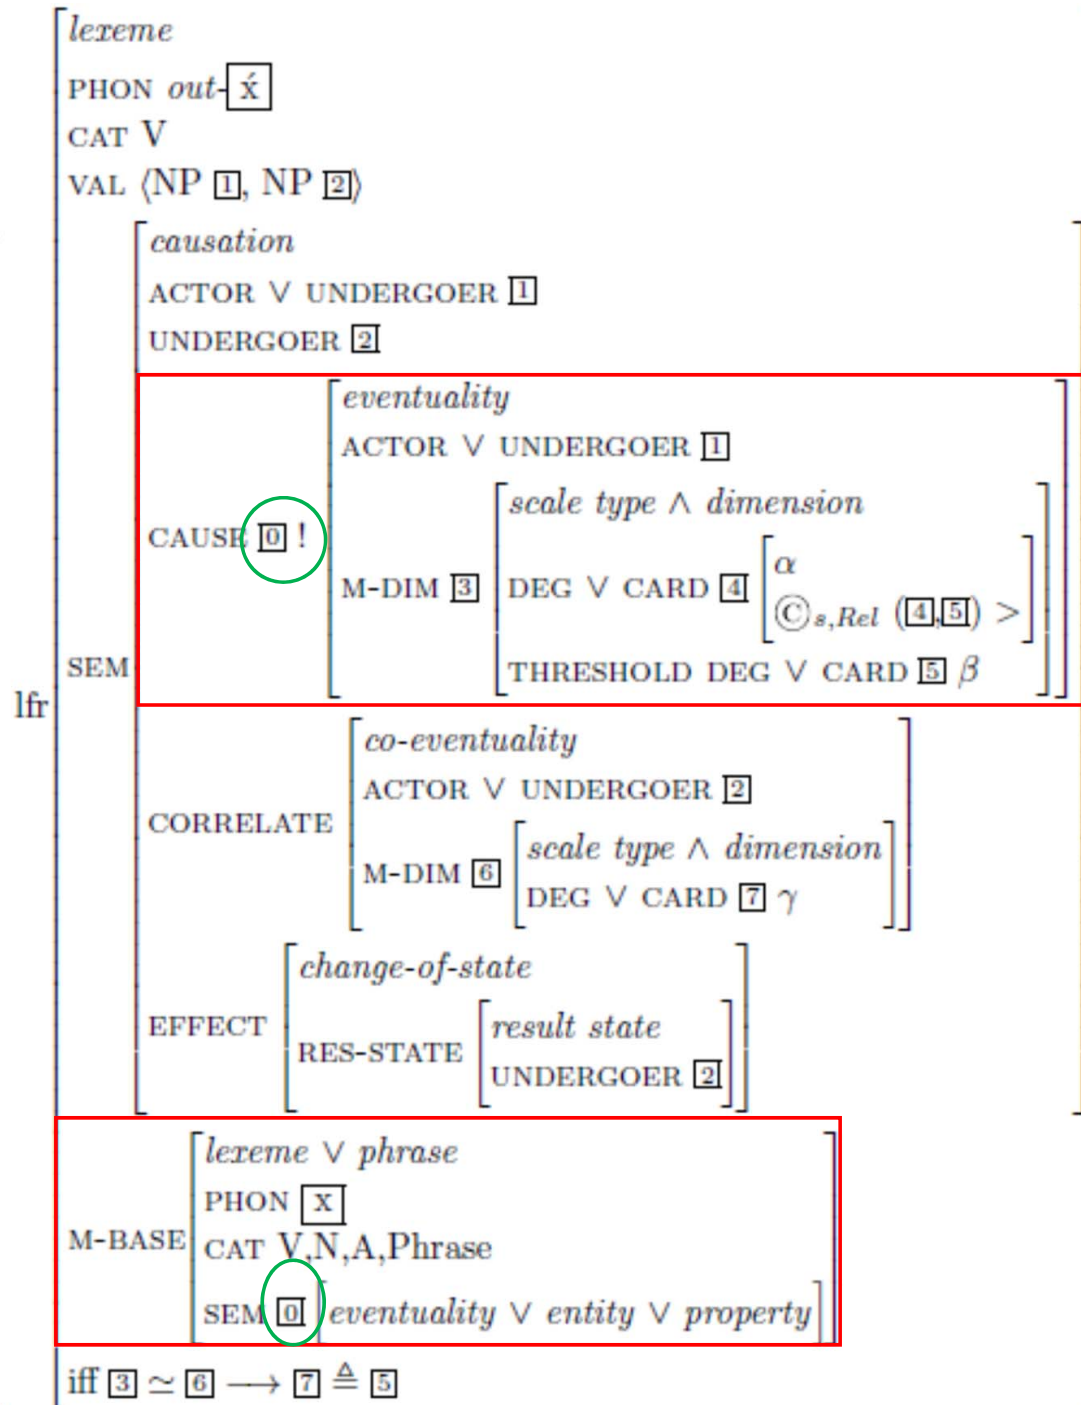 lexeme
PHON out-x́
CAT V
VAL ⟨NP 1, NP 2⟩
causation
ACTOR ∨ UNDERGOER 1
UNDERGOER 2
eventuality
ACTOR ∨ UNDERGOER 1
scale type ∧ dimension
CAUSE 0 !
α
M-DIM 3 DEG ∨ CARD 4
©s,Rel (4,5) >
SEM
THRESHOLD DEG ∨ CARD 5 β
lfr
co-eventuality
ACTOR ∨ UNDERGOER 2
CORRELATE
scale type ∧ dimension
M-DIM 6
DEG ∨ CARD 7 γ
change-of-state
EFFECT
result state
RES-STATE
UNDERGOER 2
lexeme ∨ phrase
PHON x
M-BASE
CAT V,N,A,Phrase
SEM 0 eventuality ∨ entity ∨ property
iff 3 ≃ 6 ⟶ 7 ≜ 5